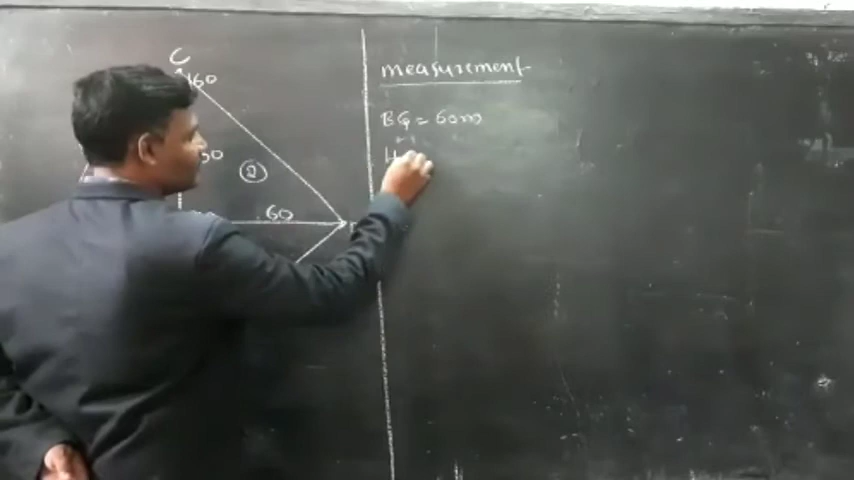 C
160
50
②
60
measurement
BG = 60m
H